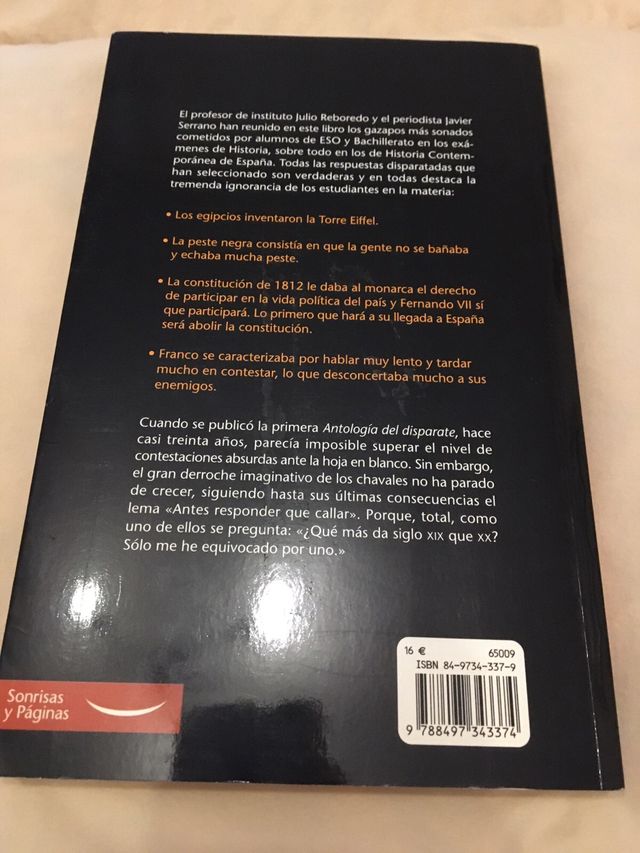 El profesor de instituto Julio Reboredo y el periodista Javier
Serrano han reunido en este libro los gazapos más sonados
cometidos por alumnos de ESO y Bachillerato en los exá-
menes de Historia, sobre todo en los de Historia Contem-
poránea de España. Todas las respuestas disparatadas que
han seleccionado son verdaderas y en todas destaca la
tremenda ignorancia de los estudiantes en la materia:
• Los egipcios inventaron la Torre Eiffel.
• La peste negra consistía en que la gente no se bañaba
y echaba mucha peste.
• La constitución de 1812 le daba al monarca el derecho
de participar en la vida política del país y Fernando VII sí
que participará. Lo primero que hará a su llegada a España
será abolir la constitución.
• Franco se caracterizaba por hablar muy lento y tardar
mucho en contestar, lo que desconcertaba mucho a sus
enemigos.
Cuando se publicó la primera Antología del disparate, hace
casi treinta años, parecía imposible superar el nivel de
contestaciones absurdas ante la hoja en blanco. Sin embargo,
el gran derroche imaginativo de los chavales no ha parado
de crecer, siguiendo hasta sus últimas consecuencias el
lema «Antes responder que callar». Porque, total, como
uno de ellos se pregunta: «¿Qué más da siglo XIX que XX?
Sólo me he equivocado por uno.»
16 € 65009
ISBN 84-9734-337-9
9 788497 343374
Sonrisas
y Páginas